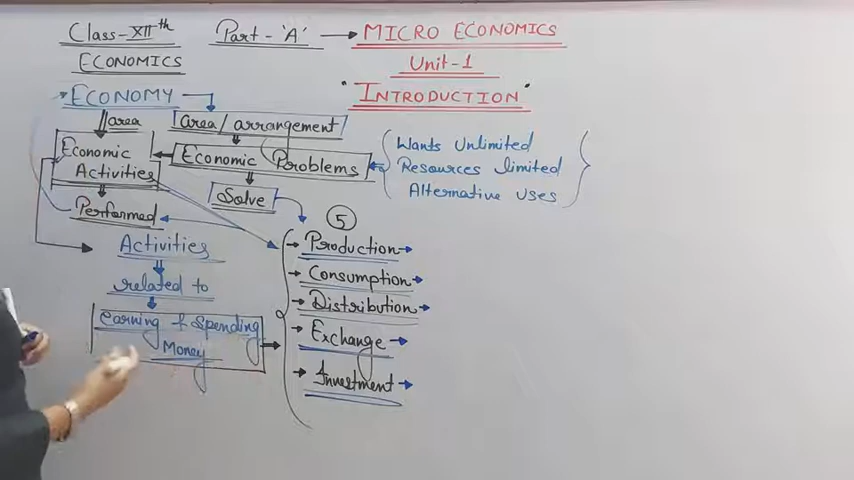 Class-XIIth Part-'A' → MICRO ECONOMICS
ECONOMICS Unit-1
ECONOMY INTRODUCTION
area Area/arrangement
Economic Activities
Economic Problems
Wants Unlimited
Resources limited
Alternative Uses
Performed Solve
5
Activities
related to
Earning & Spending
Money
Production
Consumption
Distribution
Exchange
Investment